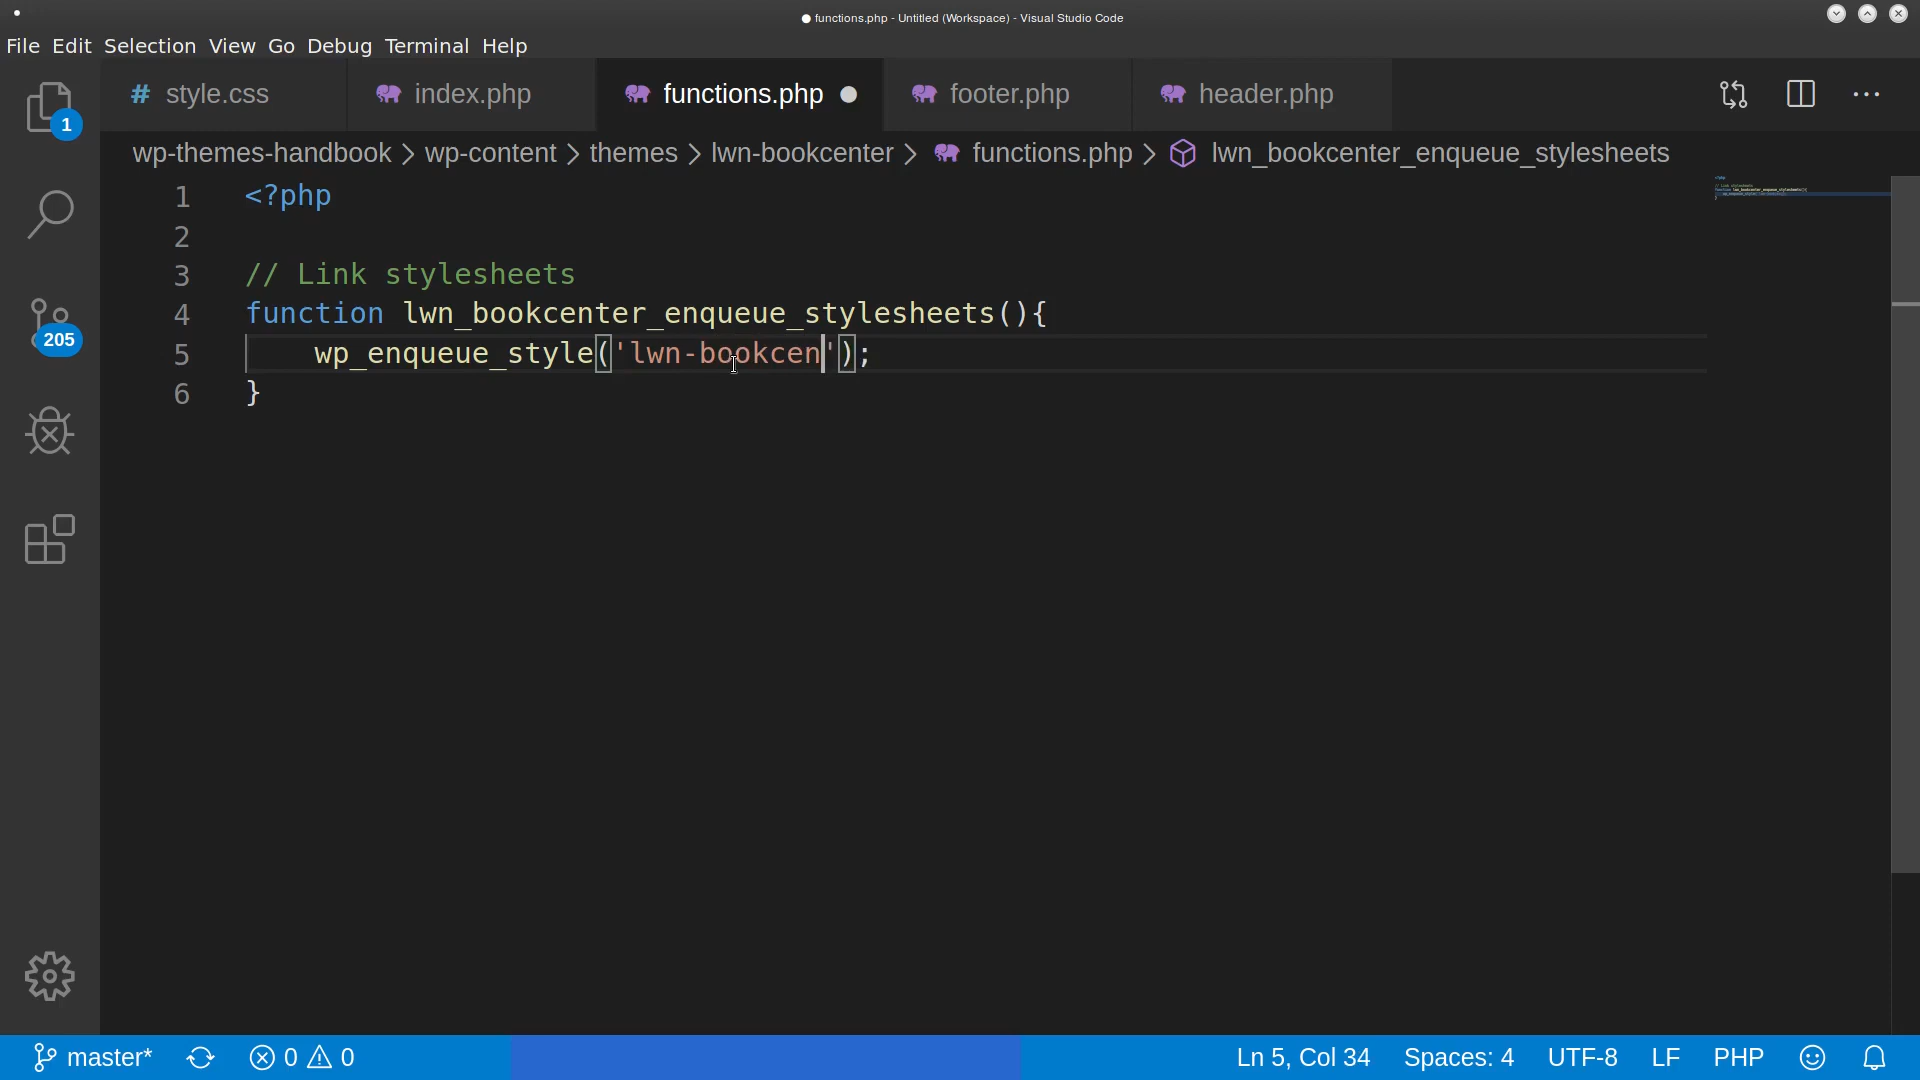 functions.php - Untitled (Workspace) - Visual Studio Code
File Edit Selection View Go Debug Terminal Help
# style.css index.php functions.php footer.php header.php
1
205
wp-themes-handbook > wp-content > themes > lwn-bookcenter > functions.php > lwn_bookcenter_enqueue_stylesheets
1 <?php
2
3 // Link stylesheets
4 function lwn_bookcenter_enqueue_stylesheets(){
5 wp_enqueue_style('lwn-bookcen');
6 }
master* 0 0 Ln 5, Col 34 Spaces: 4 UTF-8 LF PHP